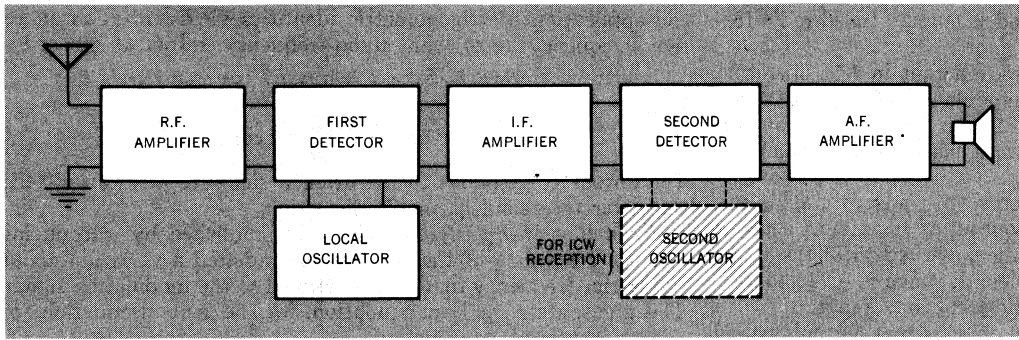 R.F.
AMPLIFIER
FIRST
DETECTOR
I.F.
AMPLIFIER
SECOND
DETECTOR
A.F.
AMPLIFIER
LOCAL
OSCILLATOR
FOR ICW
RECEPTION
SECOND
OSCILLATOR